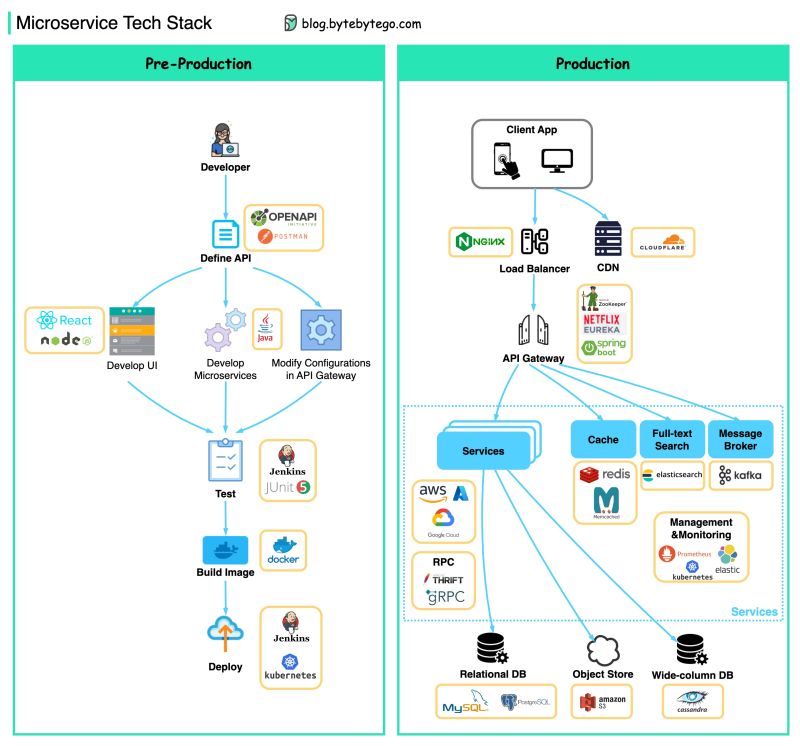 Microservice Tech Stack
blog.bytebytego.com
Pre-Production
Developer
OPENAPI
INITIATIVE
POSTMAN
Define API
React
node
JS
Develop UI
Java
Develop
Microservices
Modify Configurations
in API Gateway
Jenkins
JUnit 5
Test
docker
Build Image
Jenkins
kubernetes
Deploy
Production
Client App
NGINX
Load Balancer
CDN
CLOUDFLARE
ZooKeeper
NETFLIX
EUREKA
spring
boot
API Gateway
Services
Cache
Full-text
Search
Message
Broker
aws
Google Cloud
redis
Memcached
elasticsearch
kafka
RPC
THRIFT
gRPC
Management
&Monitoring
Prometheus
kubernetes
elastic
Services
Relational DB
MySQL
PostgreSQL
Object Store
amazon
S3
Wide-column DB
cassandra